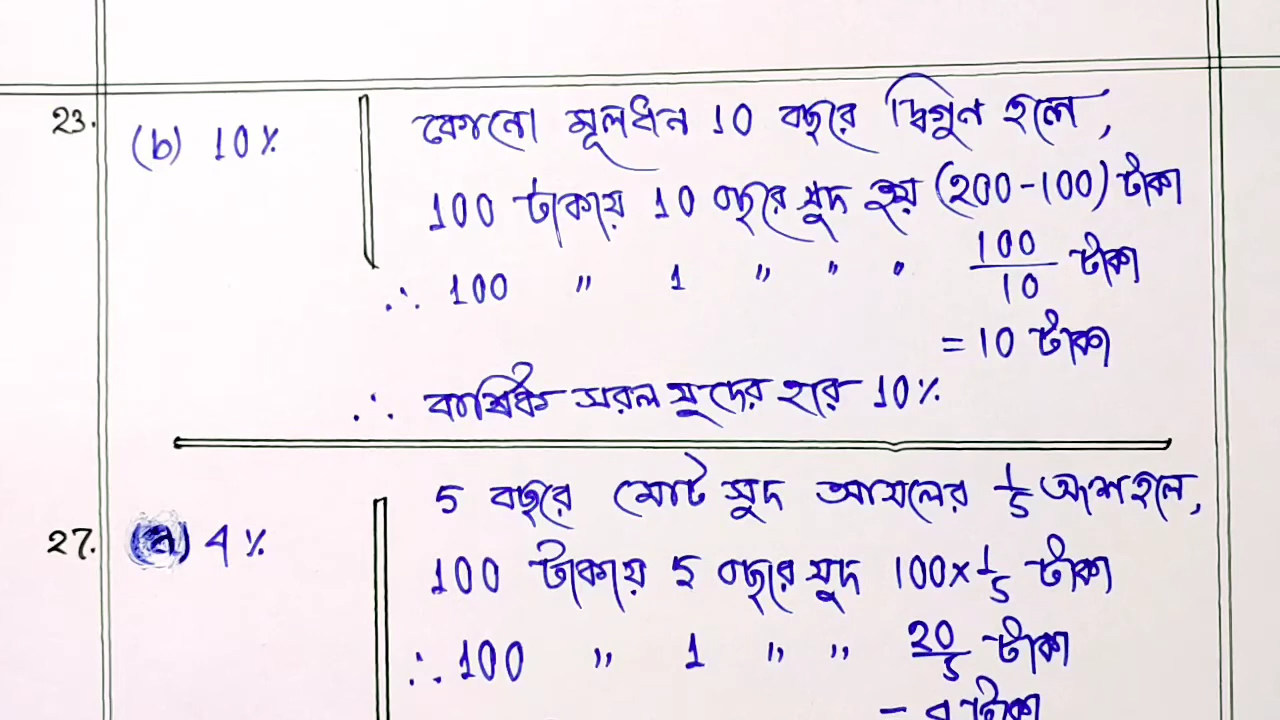 23. (b) 10% কোনো মূলধন 10 বছরে দ্বিগুন হলে,
100 টাকায় 10 বছরে সুদ হয় (200-100) টাকা
∴ 100 " 1 " " " 100/10 টাকা
= 10 টাকা
∴ বার্ষিক সরল সুদের হার 10%
5 বছরে মোট সুদ আসলের 1/5 অংশ হলে,
27. (a) 4% 100 টাকায় 5 বছরে সুদ 100×1/5 টাকা
∴ 100 " 1 " " 20/5 টাকা
টাকা